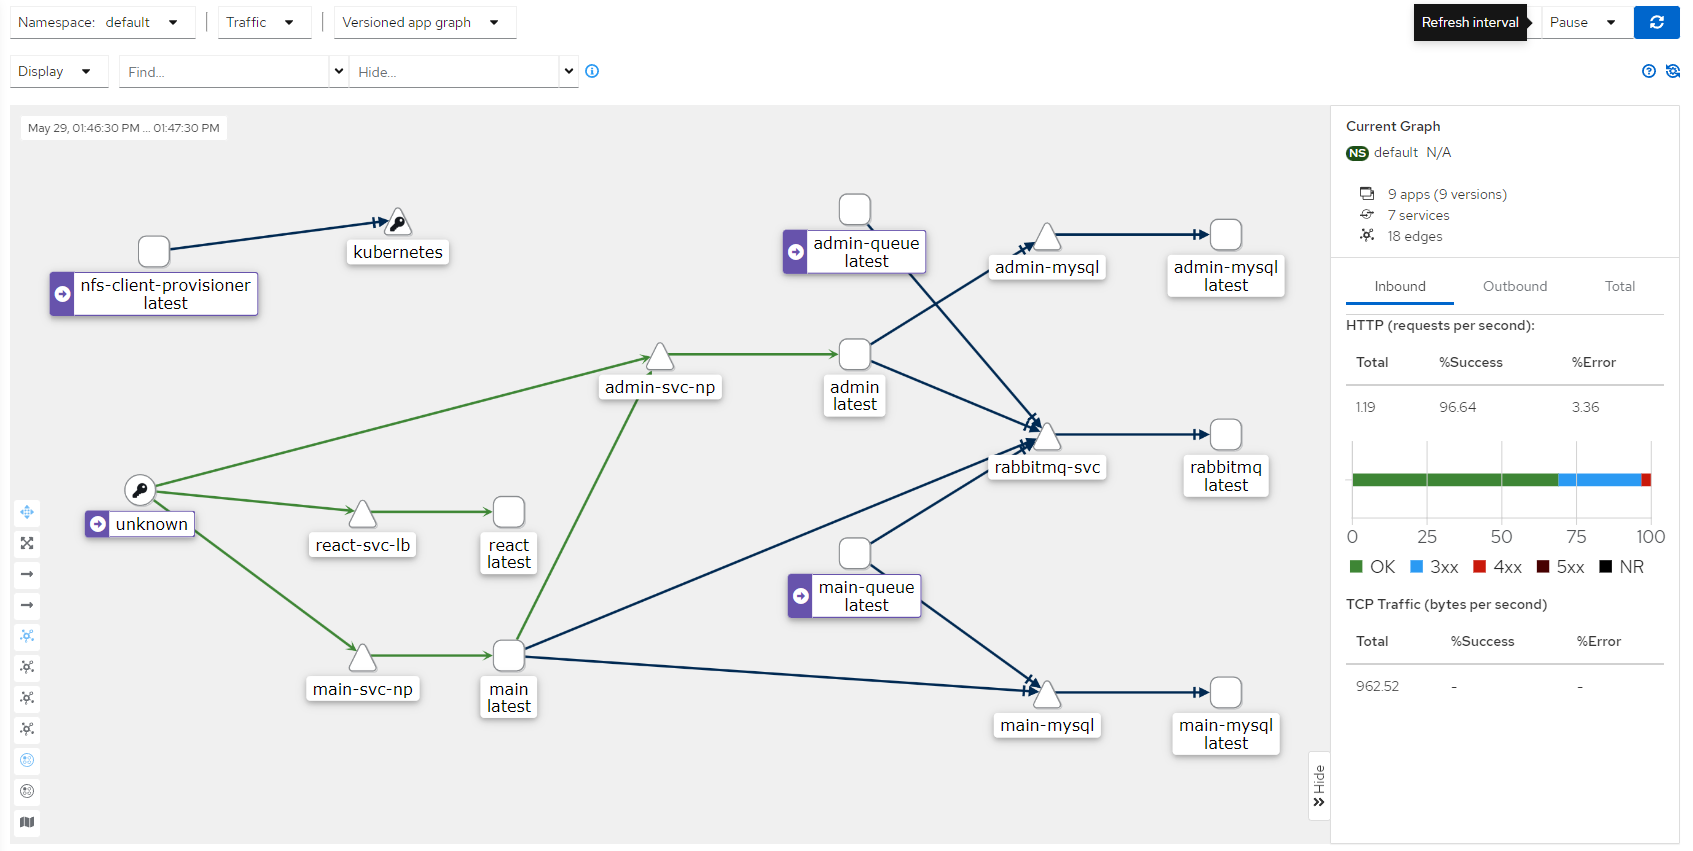 Namespace: default
Traffic
Versioned app graph
Refresh interval
Pause
Display
Find...
Hide...
May 29, 01:46:30 PM ... 01:47:30 PM
kubernetes
nfs-client-provisioner
latest
admin-queue
latest
admin-mysql
admin-mysql
latest
admin-svc-np
admin
latest
rabbitmq-svc
rabbitmq
latest
unknown
react-svc-lb
react
latest
main-queue
latest
main-svc-np
main
latest
main-mysql
main-mysql
latest
Hide
Current Graph
NS default N/A
9 apps (9 versions)
7 services
18 edges
Inbound Outbound Total
HTTP (requests per second):
Total %Success %Error
1.19 96.64 3.36
0 25 50 75 100
OK 3xx 4xx 5xx NR
TCP Traffic (bytes per second)
Total %Success %Error
962.52 - -